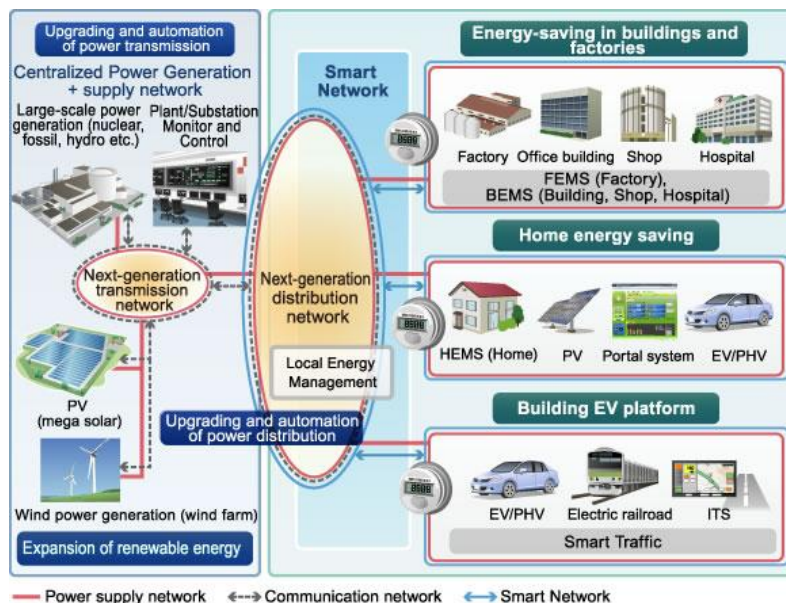 Upgrading and automation
of power transmission
Centralized Power Generation
+ supply network
Large-scale power
generation (nuclear,
fossil, hydro etc.)
Plant/Substation
Monitor and
Control
Next-generation
transmission
network
PV
(mega solar)
Wind power generation (wind farm)
Expansion of renewable energy
Smart
Network
Next-generation
distribution
network
Local Energy
Management
Upgrading and automation
of power distribution
Energy-saving in buildings and
factories
Factory
Office building
Shop
Hospital
FEMS (Factory),
BEMS (Building, Shop, Hospital)
Home energy saving
HEMS (Home)
PV
Portal system
EV/PHV
Building EV platform
EV/PHV
Electric railroad
ITS
Smart Traffic
Power supply network
Communication network
Smart Network